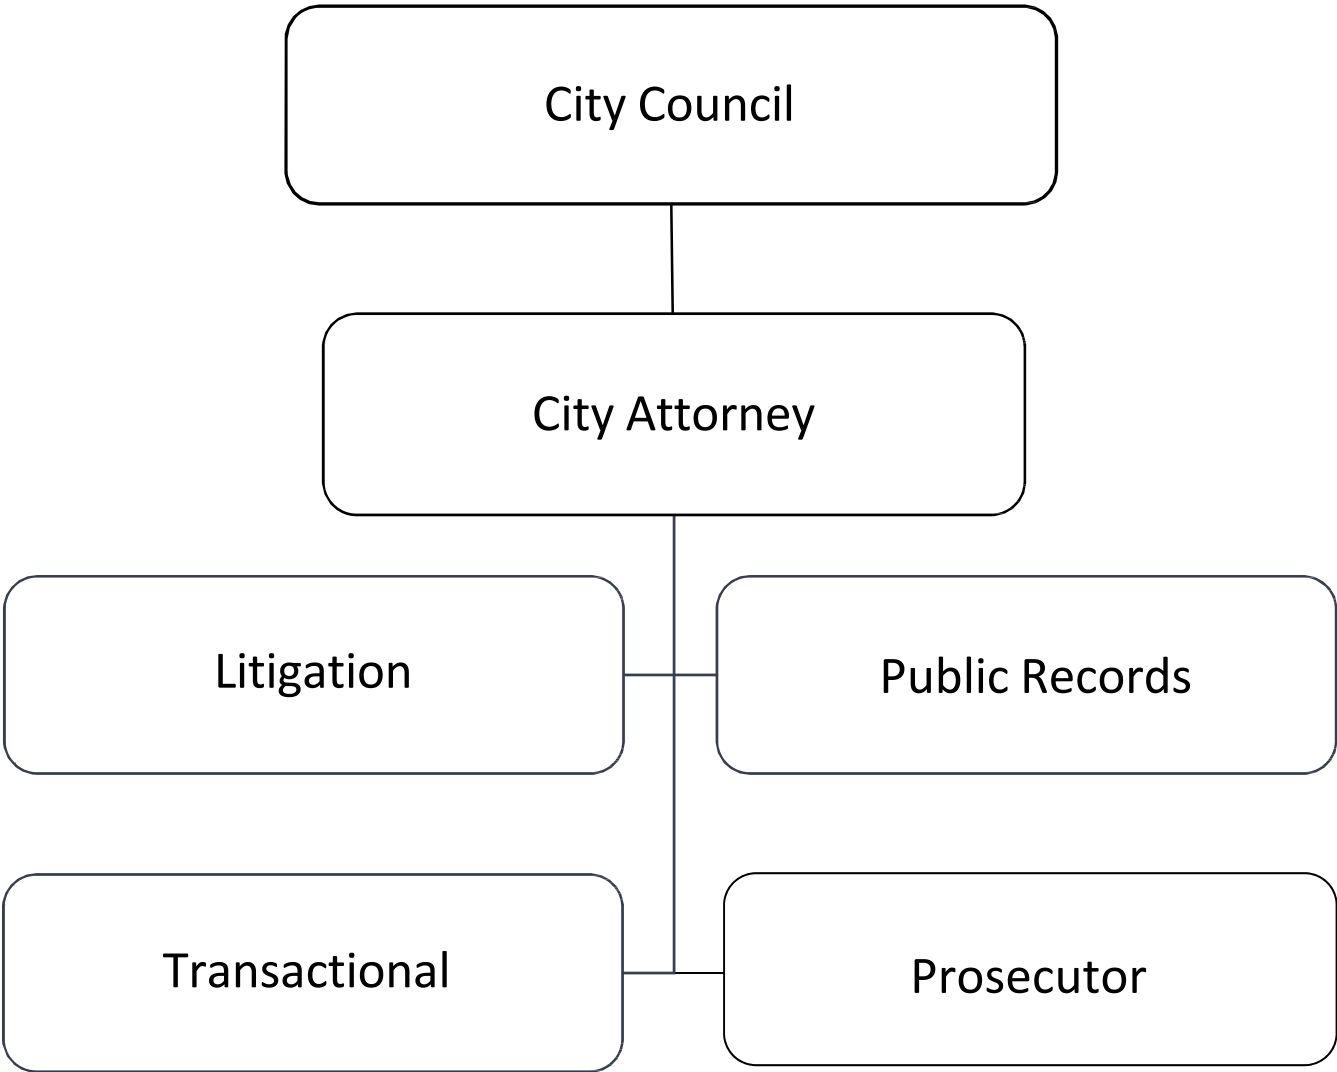 City Council
City Attorney
Litigation
Public Records
Transactional
Prosecutor